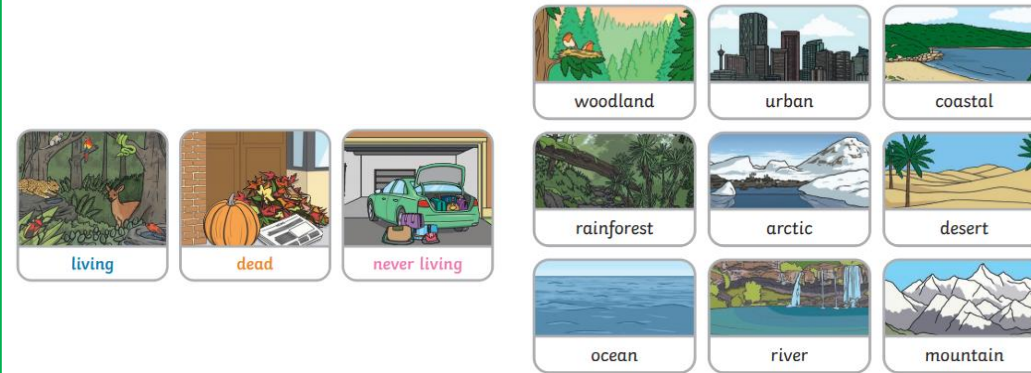 living
dead
never living
woodland
urban
coastal
rainforest
arctic
desert
ocean
river
mountain